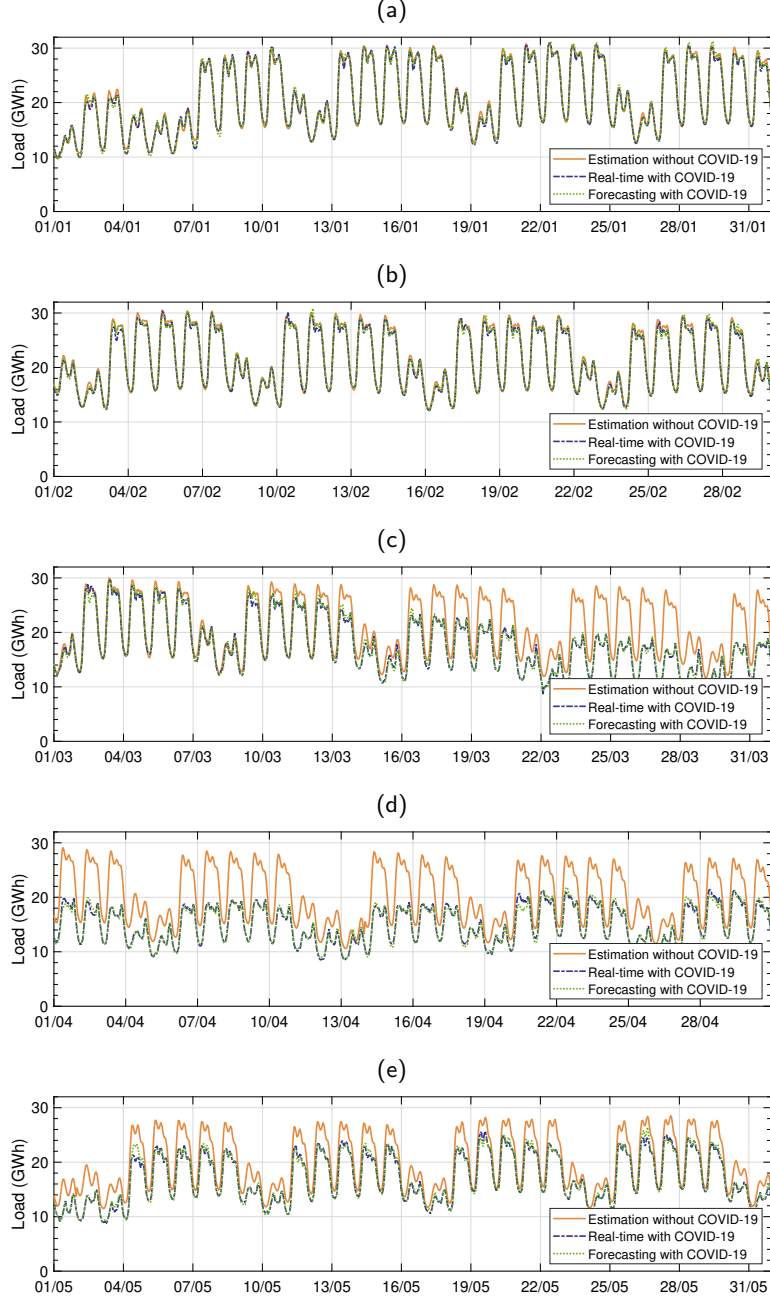 (a)
Load (GWh)
30
20
10
0
Estimation without COVID-19
Real-time with COVID-19
Forecasting with COVID-19
01/01 04/01 07/01 10/01 13/01 16/01 19/01 22/01 25/01 28/01 31/01
(b)
Load (GWh)
30
20
10
0
Estimation without COVID-19
Real-time with COVID-19
Forecasting with COVID-19
01/02 04/02 07/02 10/02 13/02 16/02 19/02 22/02 25/02 28/02
(c)
Load (GWh)
30
20
10
0
Estimation without COVID-19
Real-time with COVID-19
Forecasting with COVID-19
01/03 04/03 07/03 10/03 13/03 16/03 19/03 22/03 25/03 28/03 31/03
(d)
Load (GWh)
30
20
10
0
Estimation without COVID-19
Real-time with COVID-19
Forecasting with COVID-19
01/04 04/04 07/04 10/04 13/04 16/04 19/04 22/04 25/04 28/04
(e)
Load (GWh)
30
20
10
0
Estimation without COVID-19
Real-time with COVID-19
Forecasting with COVID-19
01/05 04/05 07/05 10/05 13/05 16/05 19/05 22/05 25/05 28/05 31/05